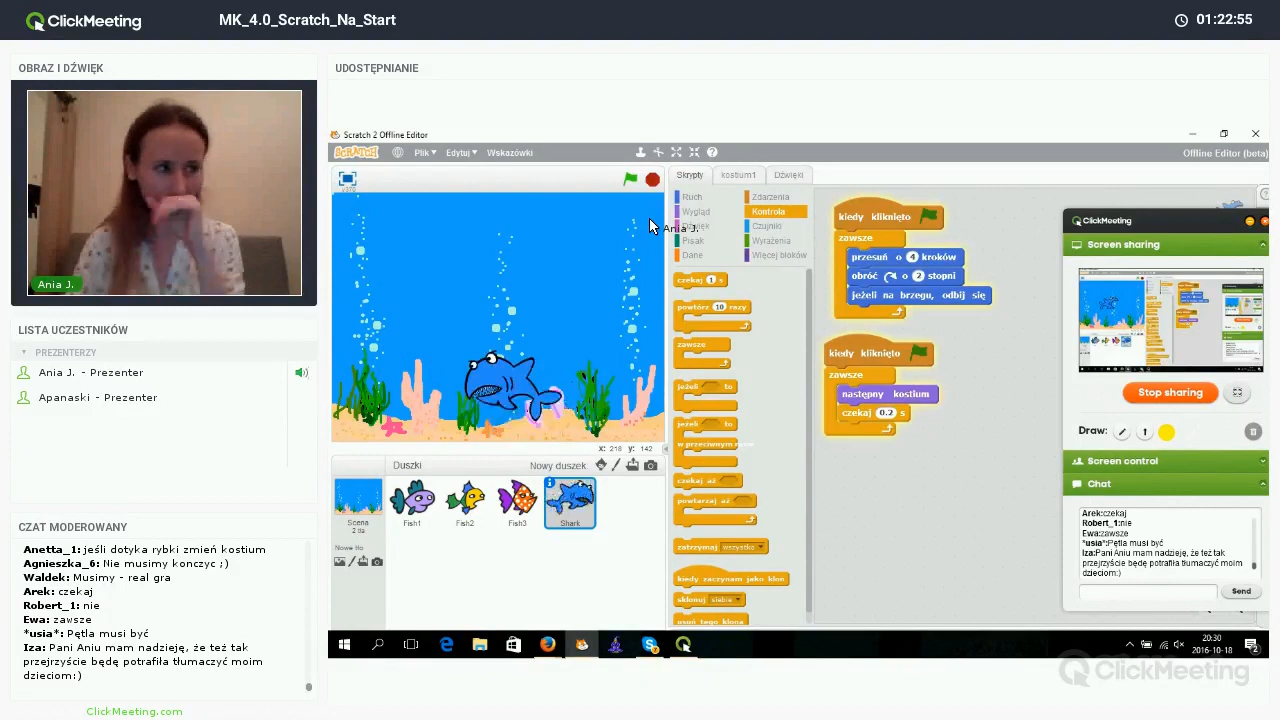 ClickMeeting
MK_4.0_Scratch_Na_Start
01:22:55
OBRAZ I DŹWIĘK
UDOSTĘPNIANIE
Ania J.
LISTA UCZESTNIKÓW
PREZENTERZY
Ania J. - Prezenter
Apanaski - Prezenter
CZAT MODEROWANY
Anetta_1: jeśli dotyka rybki zmień kostium
Agnieszka_6: Nie musimy konczyc ;)
Waldek: Musimy - real gra
Arek: czekaj
Robert_1: nie
Ewa: zawsze
*usia*: Pętla musi być
Iza: Pani Aniu mam nadzieję, że też tak
przejrzyście będę potrafiła tłumaczyć moim
dzieciom:)
ClickMeeting.com
Scratch 2 Offline Editor
SCRATCH
Plik
Edytuj
Wskazówki
Offline Editor (beta)
Skrypty
kostium1
Dźwięki
Ruch
Zdarzenia
Wygląd
Kontrola
Ania J.
Czujniki
Pisak
Wyrażenia
Dane
Więcej bloków
czekaj 1 s
powtórz 10 razy
zawsze
jeżeli to
jeżeli to
w przeciwnym
czekaj aż
powtarzaj aż
zatrzymaj wszystko
kiedy zaczynam jako klon
sklonuj siebie
usuń tego klona
kiedy kliknięto
zawsze
przesuń o 4 kroków
obróć o 2 stopni
jeżeli na brzegu, odbij się
kiedy kliknięto
zawsze
następny kostium
czekaj 0.2 s
X: 218 y: 142
Duszki
Nowy duszek:
Scena
2 tła
Nowe tło
Fish1
Fish2
Fish3
Shark
ClickMeeting
Screen sharing
Stop sharing
Draw:
Screen control
Chat
Arek:czekaj
Robert_1:nie
Ewa:zawsze
*usia*:Pętla musi być
Iza:Pani Aniu mam nadzieję, że też tak
przejrzyście będę potrafiła tłumaczyć moim
dzieciom:)
Send
20:30
2016-10-18
ClickMeeting